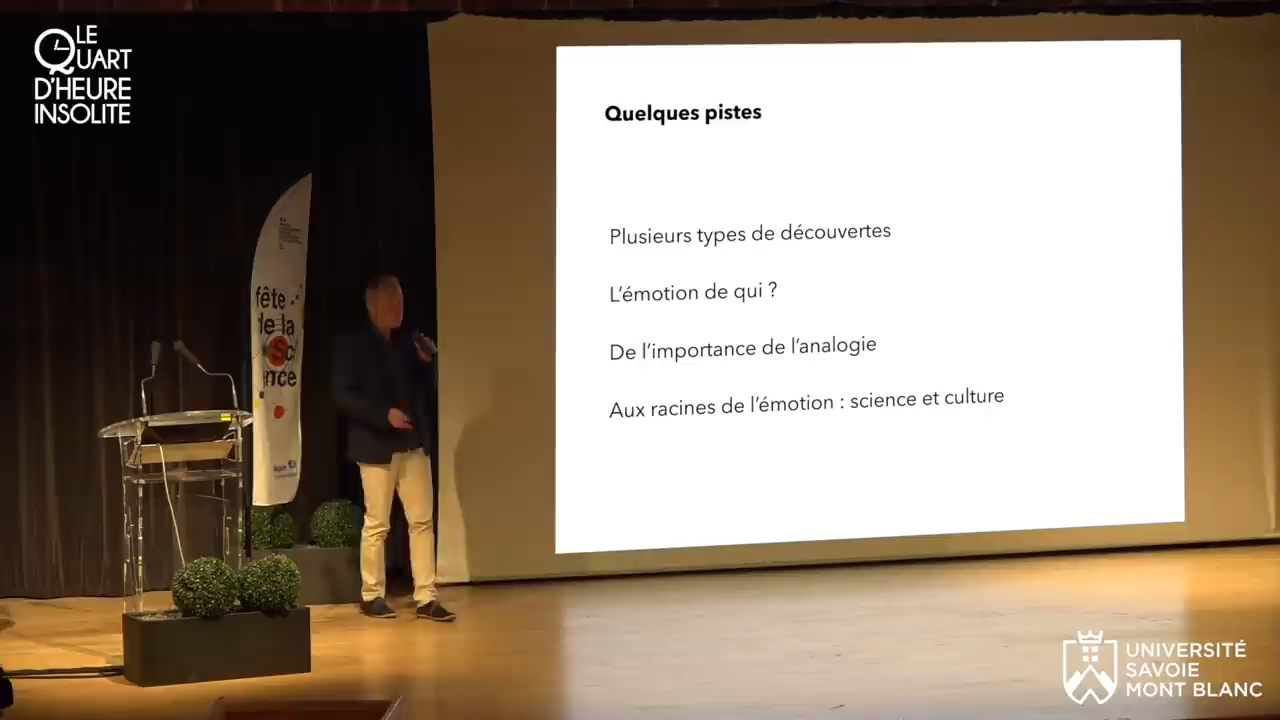 LE
QUART
D'HEURE
INSOLITE
Quelques pistes
Plusieurs types de découvertes
L'émotion de qui ?
De l'importance de l'analogie
Aux racines de l'émotion : science et culture
fête
de la
Sc
ence
UNIVERSITÉ
SAVOIE
MONT BLANC